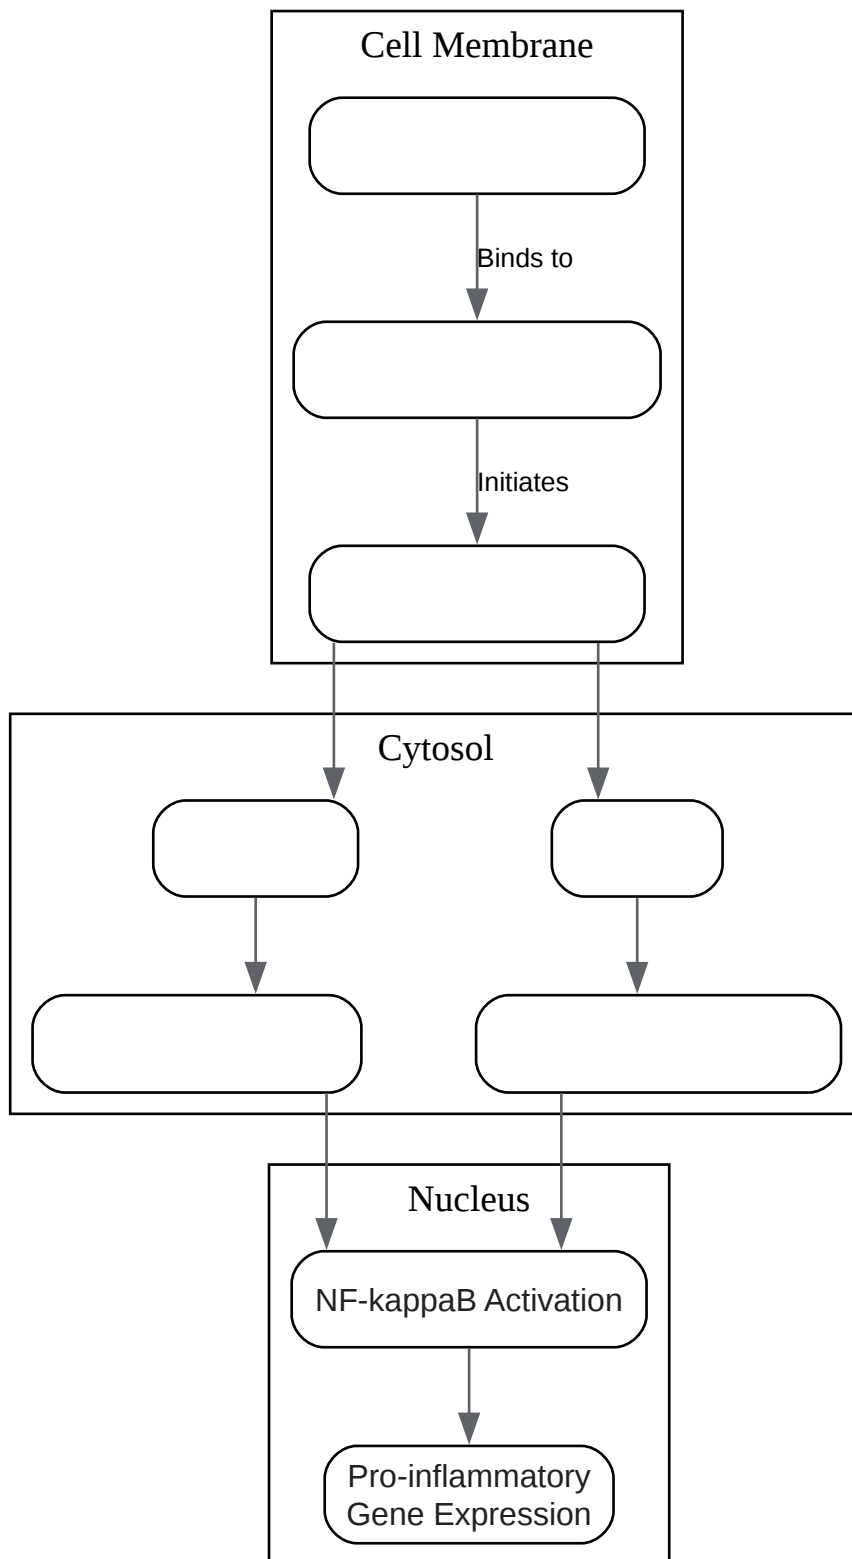 Cell Membrane
Binds to
Initiates
Cytosol
Nucleus
NF-kappaB Activation
Pro-inflammatory
Gene Expression